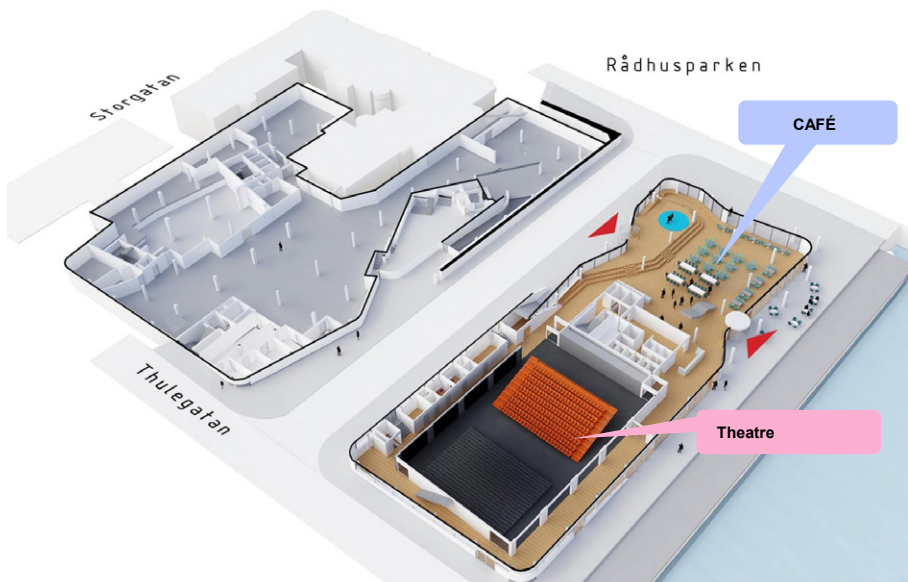 Storgatan
Rådhusparken
CAFÉ
Thulegatan
Theatre